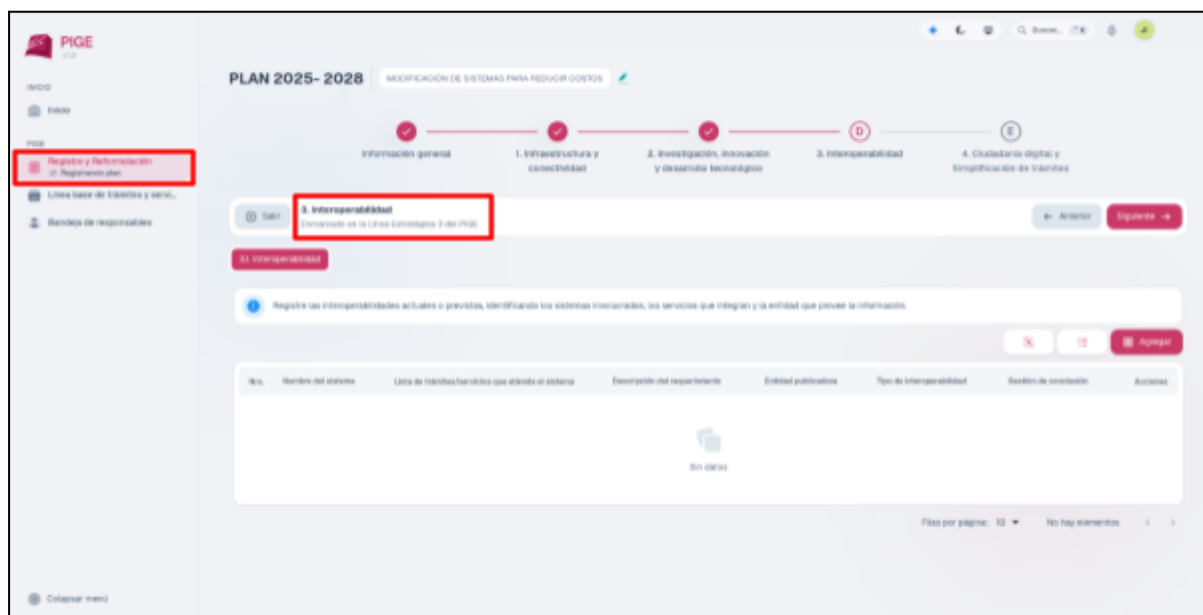 PIGE
INICIO
Inicio
PIGE
Registro y Reformulación
Registrando plan
Línea base de trámites y servi...
Bandeja de responsables
Colapsar menú
Buscar...
PLAN 2025- 2028
MODIFICACIÓN DE SISTEMAS PARA REDUCIR COSTOS
Información general
1. Infraestructura y
conectividad
2. Investigación, innovación
y desarrollo tecnológico
D
3. Interoperabilidad
E
4. Ciudadanía digital y
Simplificación de trámites
Salir
3. Interoperabilidad
Enmarcado en la Línea Estratégica 3 del PIGE
Anterior
Siguiente
3.1. Interoperabilidad
Registre las interoperabilidades actuales o previstas, identificando los sistemas involucrados, los servicios que integran y la entidad que provee la información.
Agregar
Nro.
Nombre del sistema
Lista de trámites/servicios que atiende el sistema
Descripción del requerimiento
Entidad publicadora
Tipo de interoperabilidad
Gestión de conclusión
Acciones
Sin datos
Filas por página: 10
No hay elementos